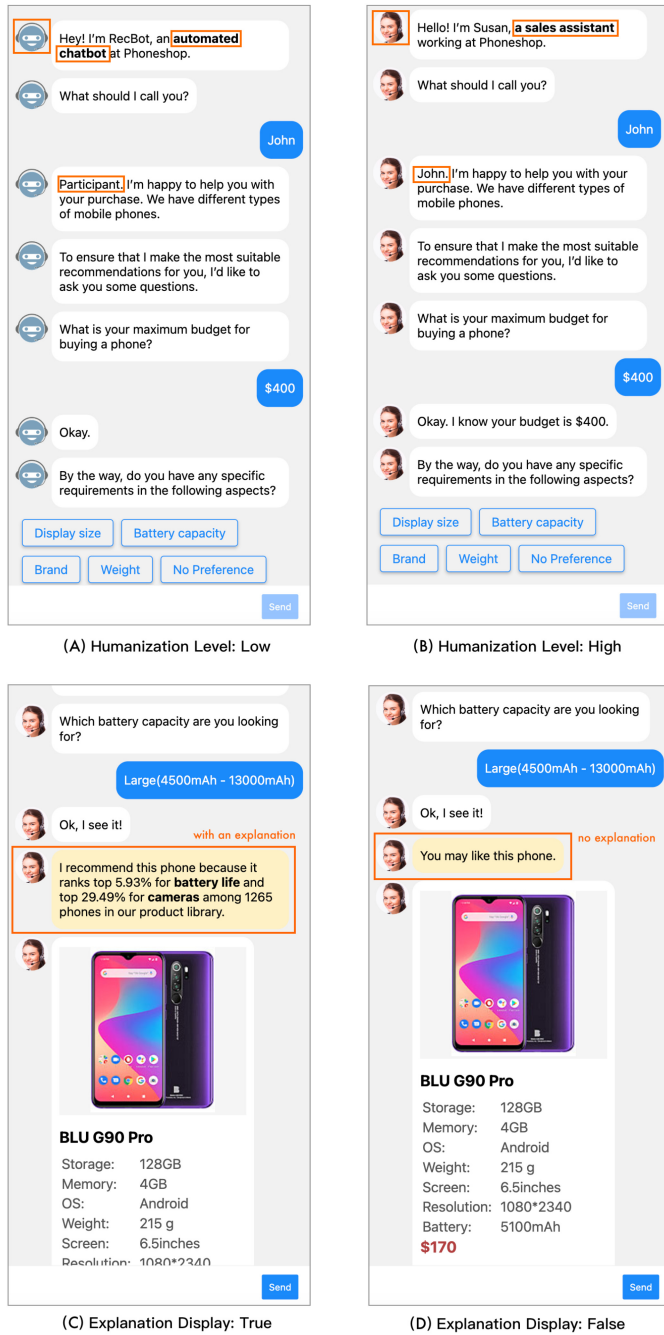 Hey! I'm RecBot, an automated
chatbot at Phoneshop.
What should I call you?
John
Participant. I'm happy to help you with
your purchase. We have different types
of mobile phones.
To ensure that I make the most suitable
recommendations for you, I'd like to
ask you some questions.
What is your maximum budget for
buying a phone?
$400
Okay.
By the way, do you have any specific
requirements in the following aspects?
Display size
Battery capacity
Brand
Weight
No Preference
Send
(A) Humanization Level: Low
Hello! I'm Susan, a sales assistant
working at Phoneshop.
What should I call you?
John
John. I'm happy to help you with your
purchase. We have different types of
mobile phones.
To ensure that I make the most suitable
recommendations for you, I'd like to
ask you some questions.
What is your maximum budget for
buying a phone?
$400
Okay. I know your budget is $400.
By the way, do you have any specific
requirements in the following aspects?
Display size
Battery capacity
Brand
Weight
No Preference
Send
(B) Humanization Level: High
Which battery capacity are you looking
for?
Large(4500mAh - 13000mAh)
Ok, I see it!
with an explanation
I recommend this phone because it
ranks top 5.93% for battery life and
top 29.49% for cameras among 1265
phones in our product library.
BLU G90 Pro
Storage: 128GB
Memory: 4GB
OS: Android
Weight: 215 g
Screen: 6.5inches
Resolution: 1080*2340
Send
(C) Explanation Display: True
Which battery capacity are you looking
for?
Large(4500mAh - 13000mAh)
Ok, I see it!
no explanation
You may like this phone.
BLU G90 Pro
Storage: 128GB
Memory: 4GB
OS: Android
Weight: 215 g
Screen: 6.5inches
Resolution: 1080*2340
Battery: 5100mAh
$170
Send
(D) Explanation Display: False